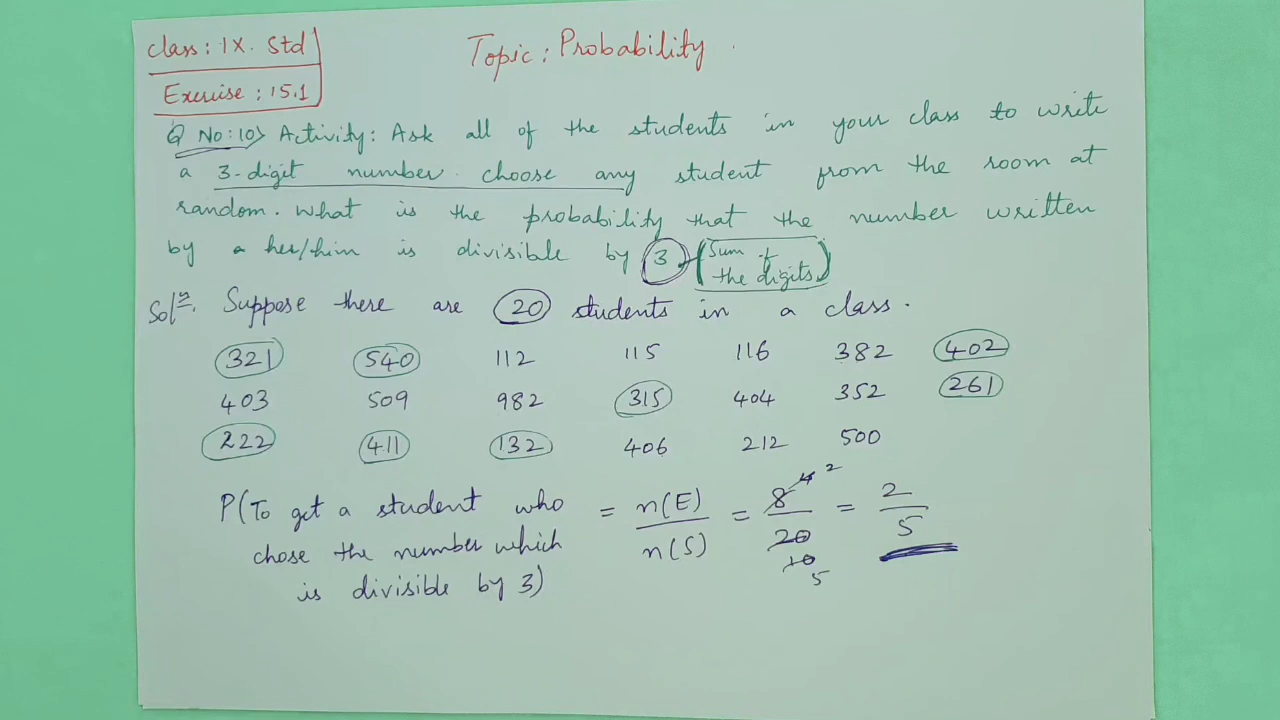 class: IX. Std
Topic: Probability
Exercise: 15.1
Q No:10> Activity: Ask all of the students in your class to write
a 3-digit number. choose any student from the room at
random. what is the probability that the number written
by a her/him is divisible by 3 (Sum of
the digits)
Solⁿ. Suppose there are 20 students in a class.
321 540 112 115 116 382 402
403 509 982 315 404 352 261
222 411 132 406 212 500
P(To get a student who = n(E)/n(S) = 8/20 = 2/5
4 2
10
5
chose the number which
is divisible by 3)